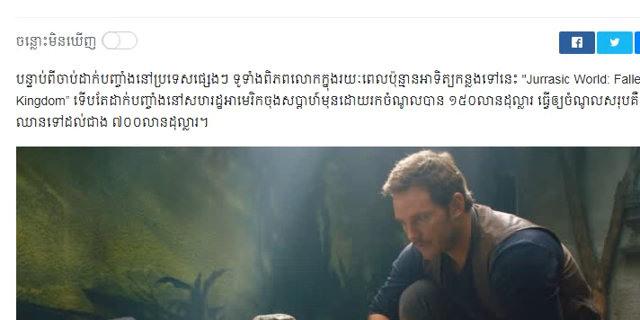 ចន្លោះមិនឃើញ
បន្ទាប់ពីចាប់ដាក់បញ្ចាំងនៅប្រទេសផ្សេងៗ ទូទាំងពិភពលោកក្នុងរយៈពេលប៉ុន្មានអាទិត្យកន្លងទៅនេះ "Jurrasic World: Falle
Kingdom" ទើបតែដាក់បញ្ចាំងនៅសហរដ្ឋអាមេរិកចុងសប្តាហ៍មុនដោយរកចំណូលបាន ១៥០លានដុល្លារ ធ្វើឲ្យចំណូលសរុបគឺ
ឈានទៅដល់ជាង ៧០០លានដុល្លារ។